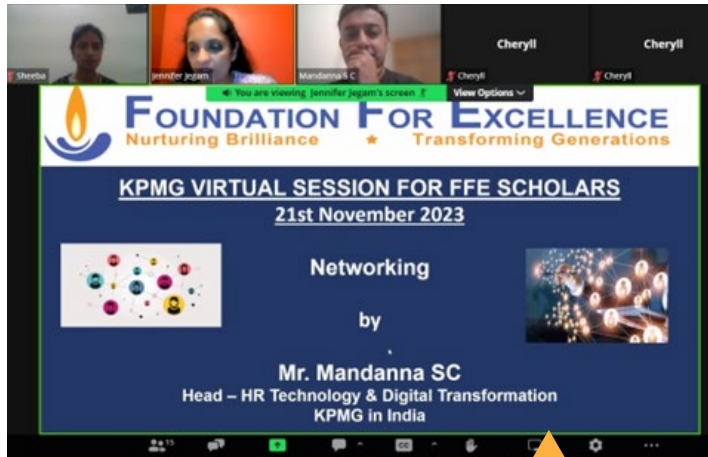 Cheryll
Cheryll
Sheeba
Jennifer Jegam
Mandanna S C
Cheryll
Cheryll
You are viewing Jennifer Jegam's screen
View Options
FOUNDATION FOR EXCELLENCE
Nurturing Brilliance Transforming Generations
KPMG VIRTUAL SESSION FOR FFE SCHOLARS
21st November 2023
Networking
by
Mr. Mandanna SC
Head – HR Technology & Digital Transformation
KPMG in India
15
CC